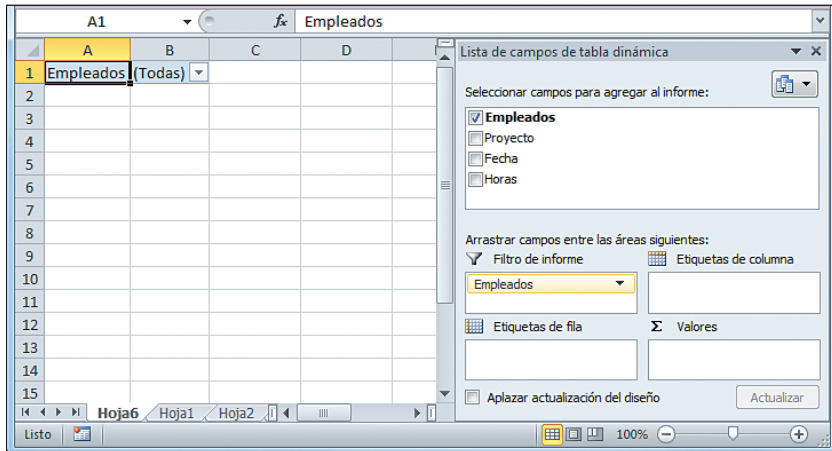 A1 fx Empleados
A B C D
1 Empleados (Todas)
2
3
4
5
6
7
8
9
10
11
12
13
14
15
Hoja6 Hoja1 Hoja2
Listo 100%
Lista de campos de tabla dinámica
Seleccionar campos para agregar al informe:
Empleados
Proyecto
Fecha
Horas
Arrastrar campos entre las áreas siguientes:
Filtro de informe Etiquetas de columna
Empleados
Etiquetas de fila Σ Valores
Aplazar actualización del diseño Actualizar